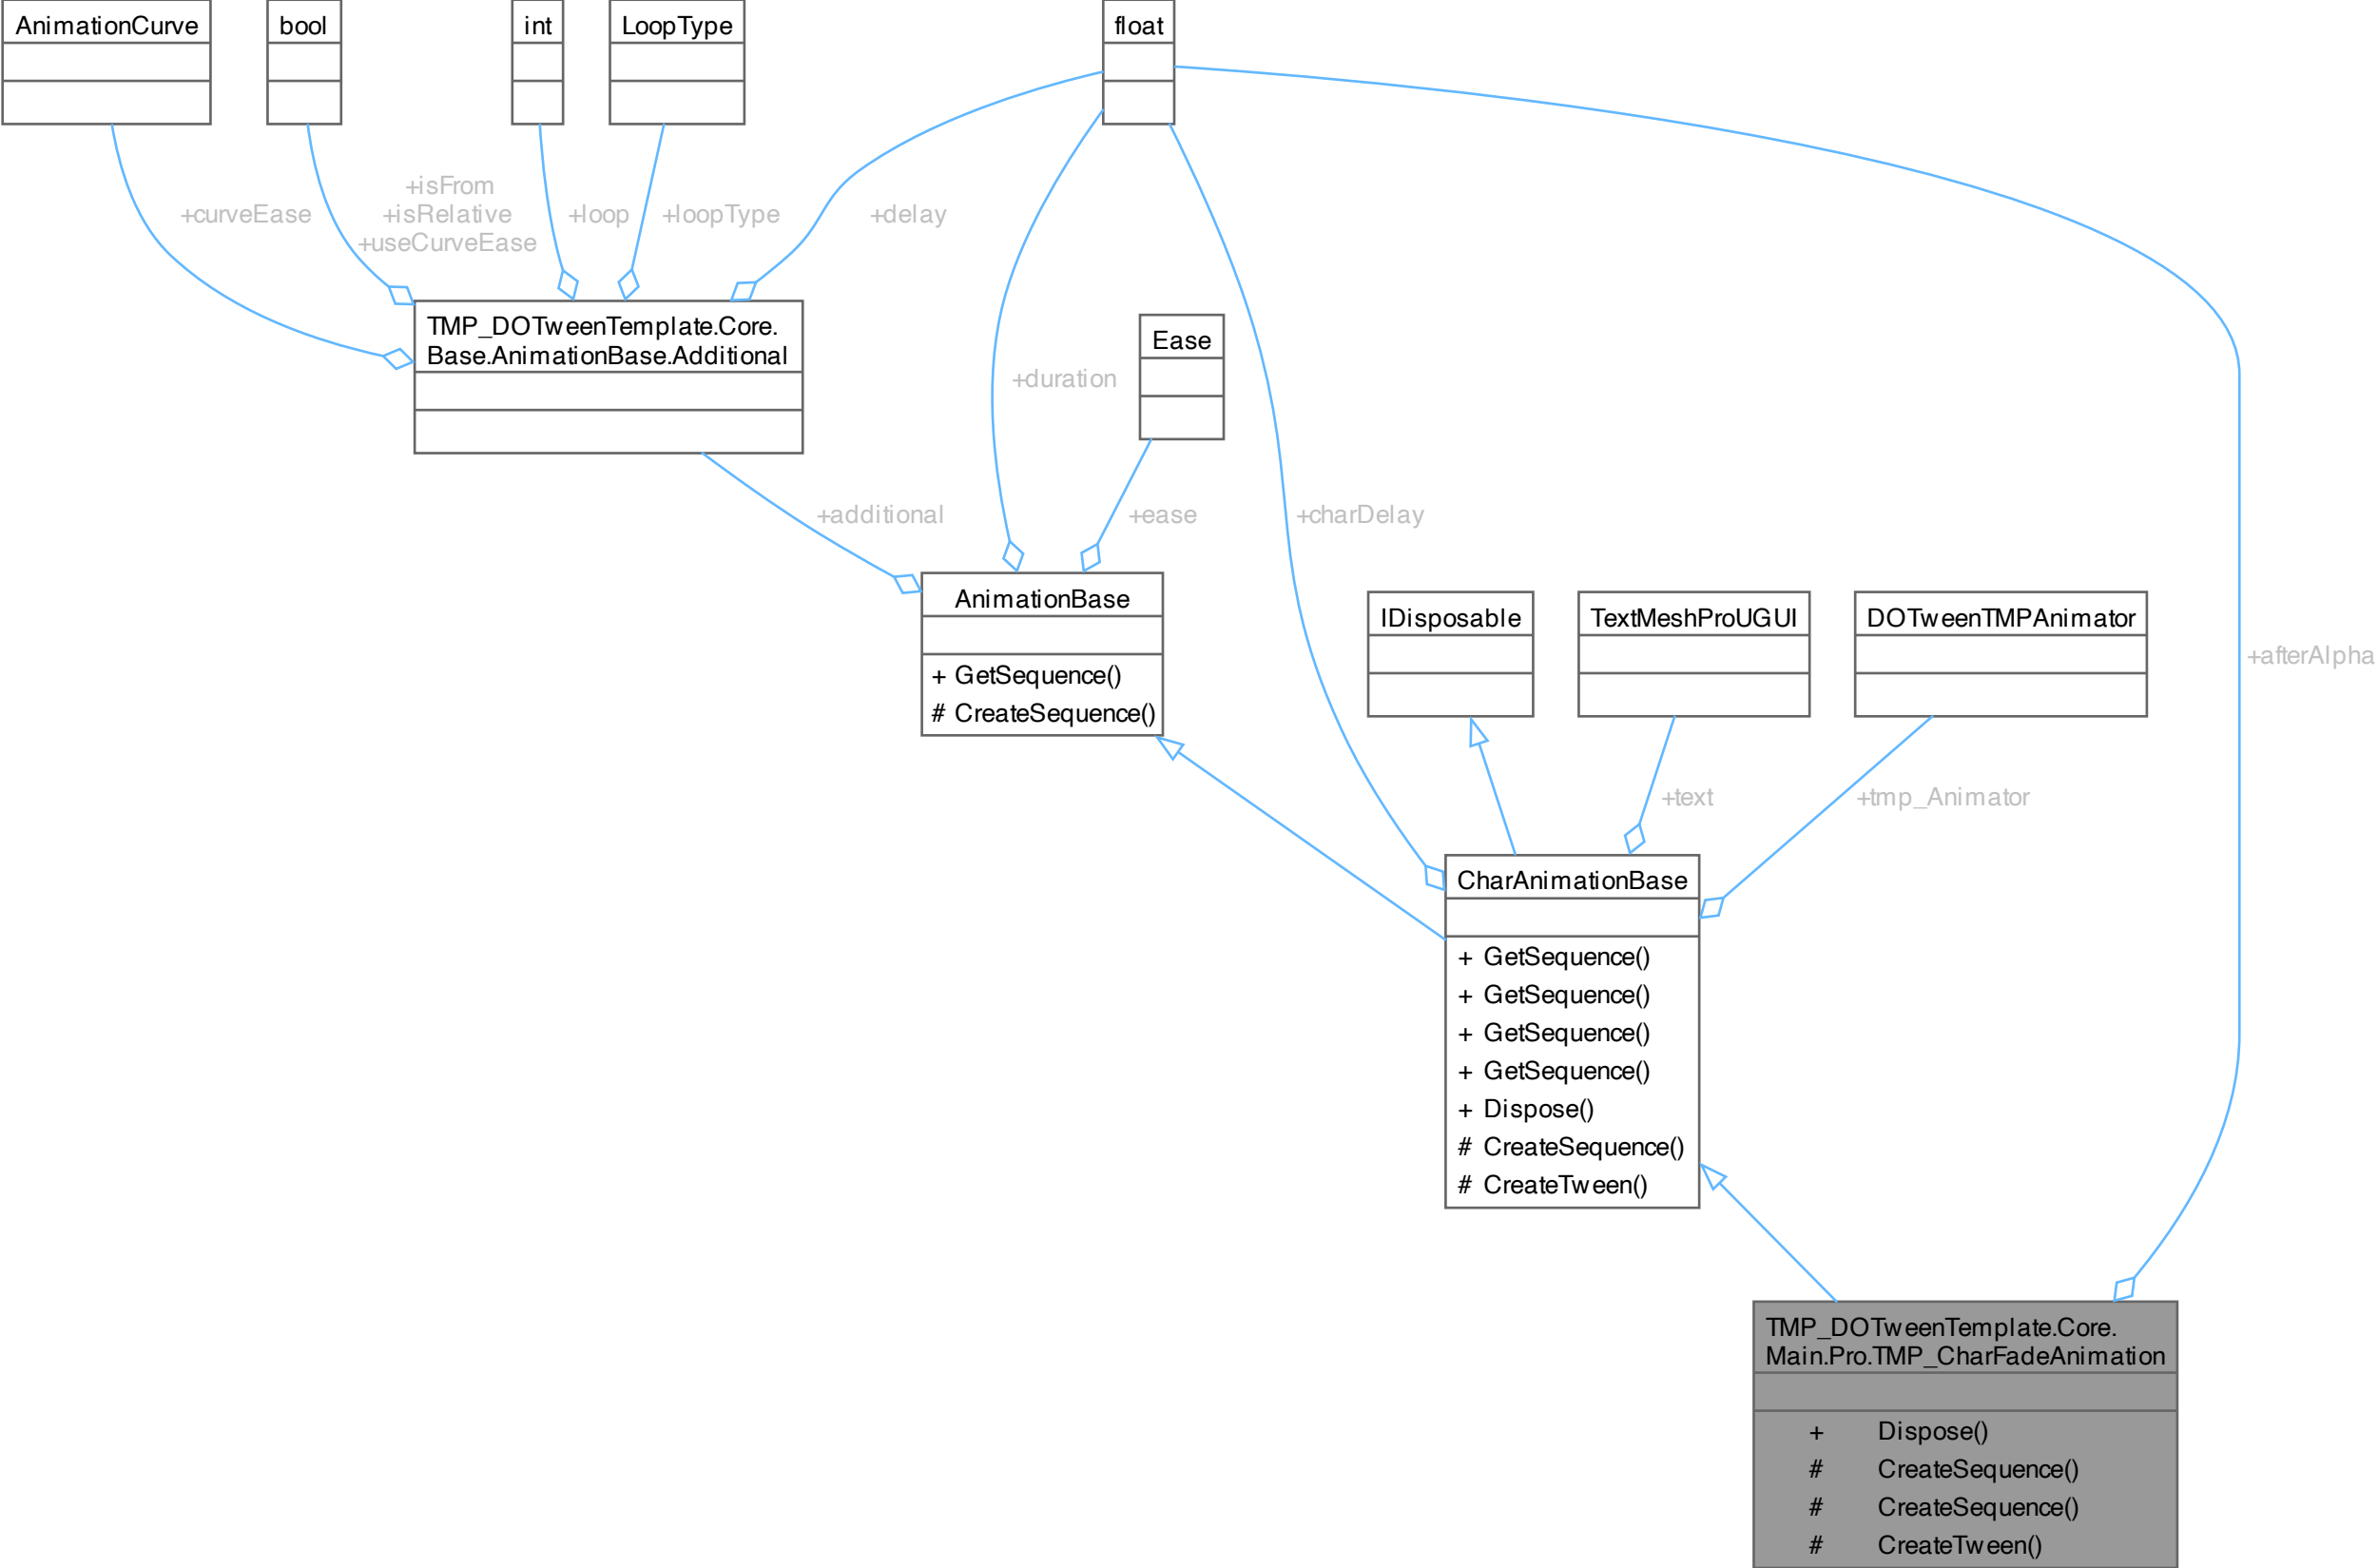 AnimationCurve
bool
int
LoopType
float
+curveEase
+isFrom
+isRelative
+useCurveEase
+loop
+loopType
+delay
TMP_DOTweenTemplate.Core.
Base.AnimationBase.Additional
Ease
+duration
+additional
+ease
+charDelay
AnimationBase
+ GetSequence()
# CreateSequence()
IDisposable
TextMeshProUGUI
DOTweenTMPAnimator
+afterAlpha
+text
+tmp_Animator
CharAnimationBase
+ GetSequence()
+ GetSequence()
+ GetSequence()
+ GetSequence()
+ Dispose()
# CreateSequence()
# CreateTween()
TMP_DOTweenTemplate.Core.
Main.Pro.TMP_CharFadeAnimation
+ Dispose()
# CreateSequence()
# CreateSequence()
# CreateTween()